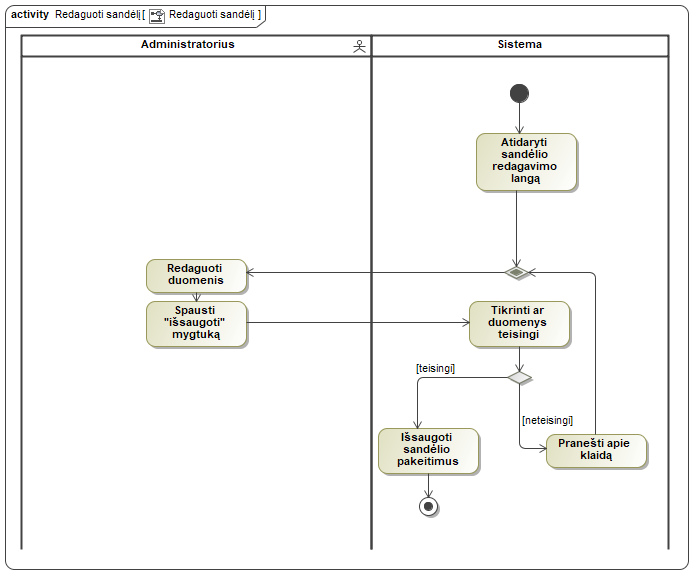 activity Redaguoti sandėlį[ Redaguoti sandėlį ]
Administratorius
Sistema
Atidaryti
sandėlio
redagavimo
langą
Redaguoti
duomenis
Spausti
"išsaugoti"
mygtuką
Tikrinti ar
duomenys
teisingi
[teisingi]
[neteisingi]
Išsaugoti
sandėlio
pakeitimus
Pranešti apie
klaidą